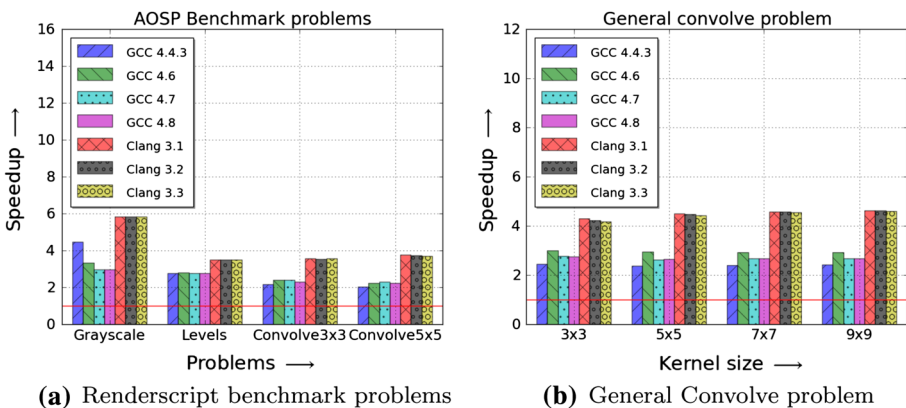 AOSP Benchmark problems
16
14
12
10
8
6
4
2
0
Speedup →
GCC 4.4.3
GCC 4.6
GCC 4.7
GCC 4.8
Clang 3.1
Clang 3.2
Clang 3.3
Grayscale Levels Convolve3x3 Convolve5x5
Problems →
(a) Renderscript benchmark problems
General convolve problem
12
10
8
6
4
2
0
Speedup →
GCC 4.4.3
GCC 4.6
GCC 4.7
GCC 4.8
Clang 3.1
Clang 3.2
Clang 3.3
3x3 5x5 7x7 9x9
Kernel size →
(b) General Convolve problem